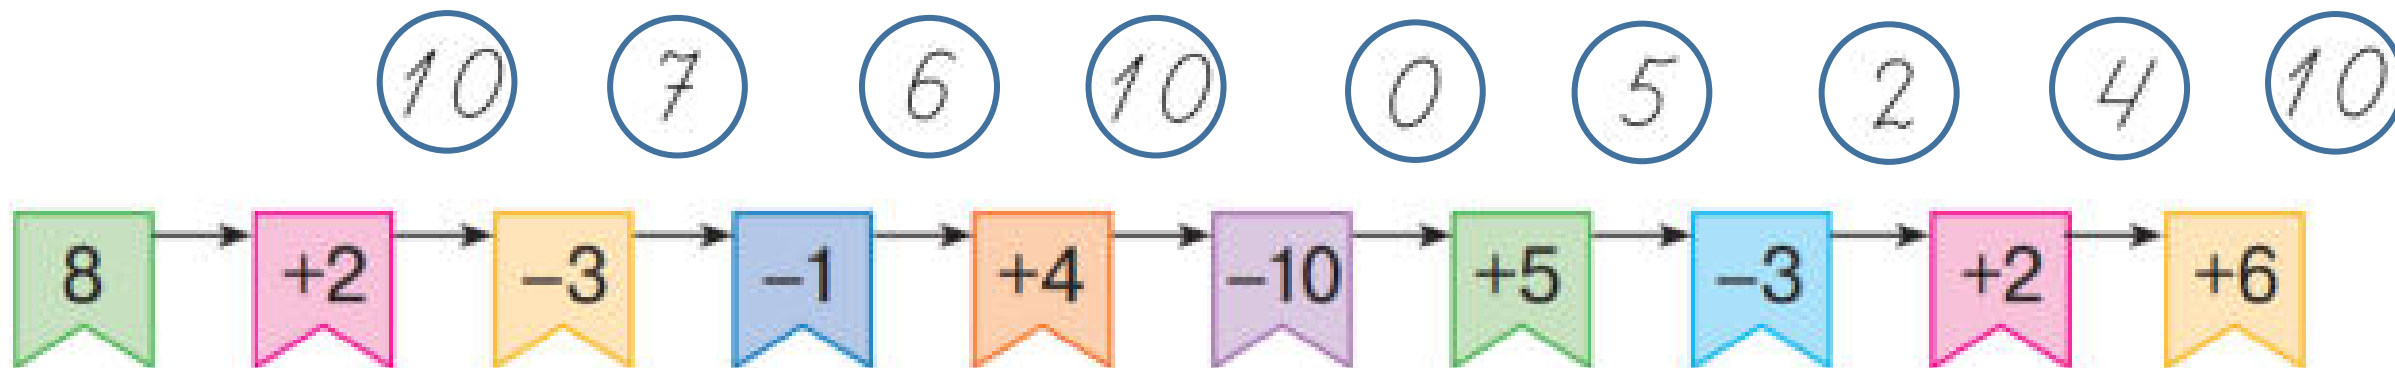 10 7 6 10 0 5 2 4 10
8 +2 –3 –1 +4 –10 +5 –3 +2 +6